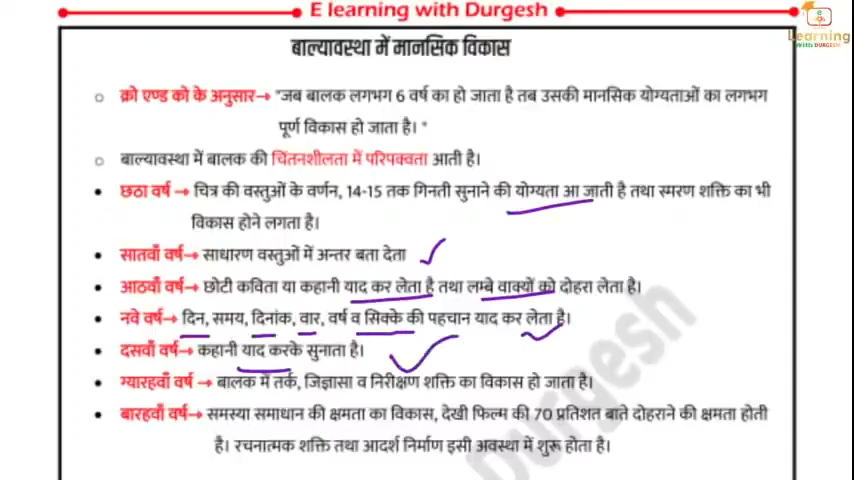 E learning with Durgesh
Learning
With DURGESH
बाल्यावस्था में मानसिक विकास
क्रो एण्ड को के अनुसार→ "जब बालक लगभग 6 वर्ष का हो जाता है तब उसकी मानसिक योग्यताओं का लगभग
पूर्ण विकास हो जाता है। "
बाल्यावस्था में बालक की चिंतनशीलता में परिपक्वता आती है।
छठा वर्ष → चित्र की वस्तुओं के वर्णन, 14-15 तक गिनती सुनाने की योग्यता आ जाती है तथा स्मरण शक्ति का भी
विकास होने लगता है।
सातवाँ वर्ष→ साधारण वस्तुओं में अन्तर बता देता
आठवाँ वर्ष→ छोटी कविता या कहानी याद कर लेता है तथा लम्बे वाक्यों को दोहरा लेता है।
नवे वर्ष→ दिन, समय, दिनांक, वार, वर्ष व सिक्के की पहचान याद कर लेता है।
दसवाँ वर्ष→ कहानी याद करके सुनाता है।
ग्यारहवाँ वर्ष → बालक में तर्क, जिज्ञासा व निरीक्षण शक्ति का विकास हो जाता है।
बारहवाँ वर्ष→ समस्या समाधान की क्षमता का विकास, देखी फिल्म की 70 प्रतिशत बाते दोहराने की क्षमता होती
है। रचनात्मक शक्ति तथा आदर्श निर्माण इसी अवस्था में शुरू होता है।
Durgesh